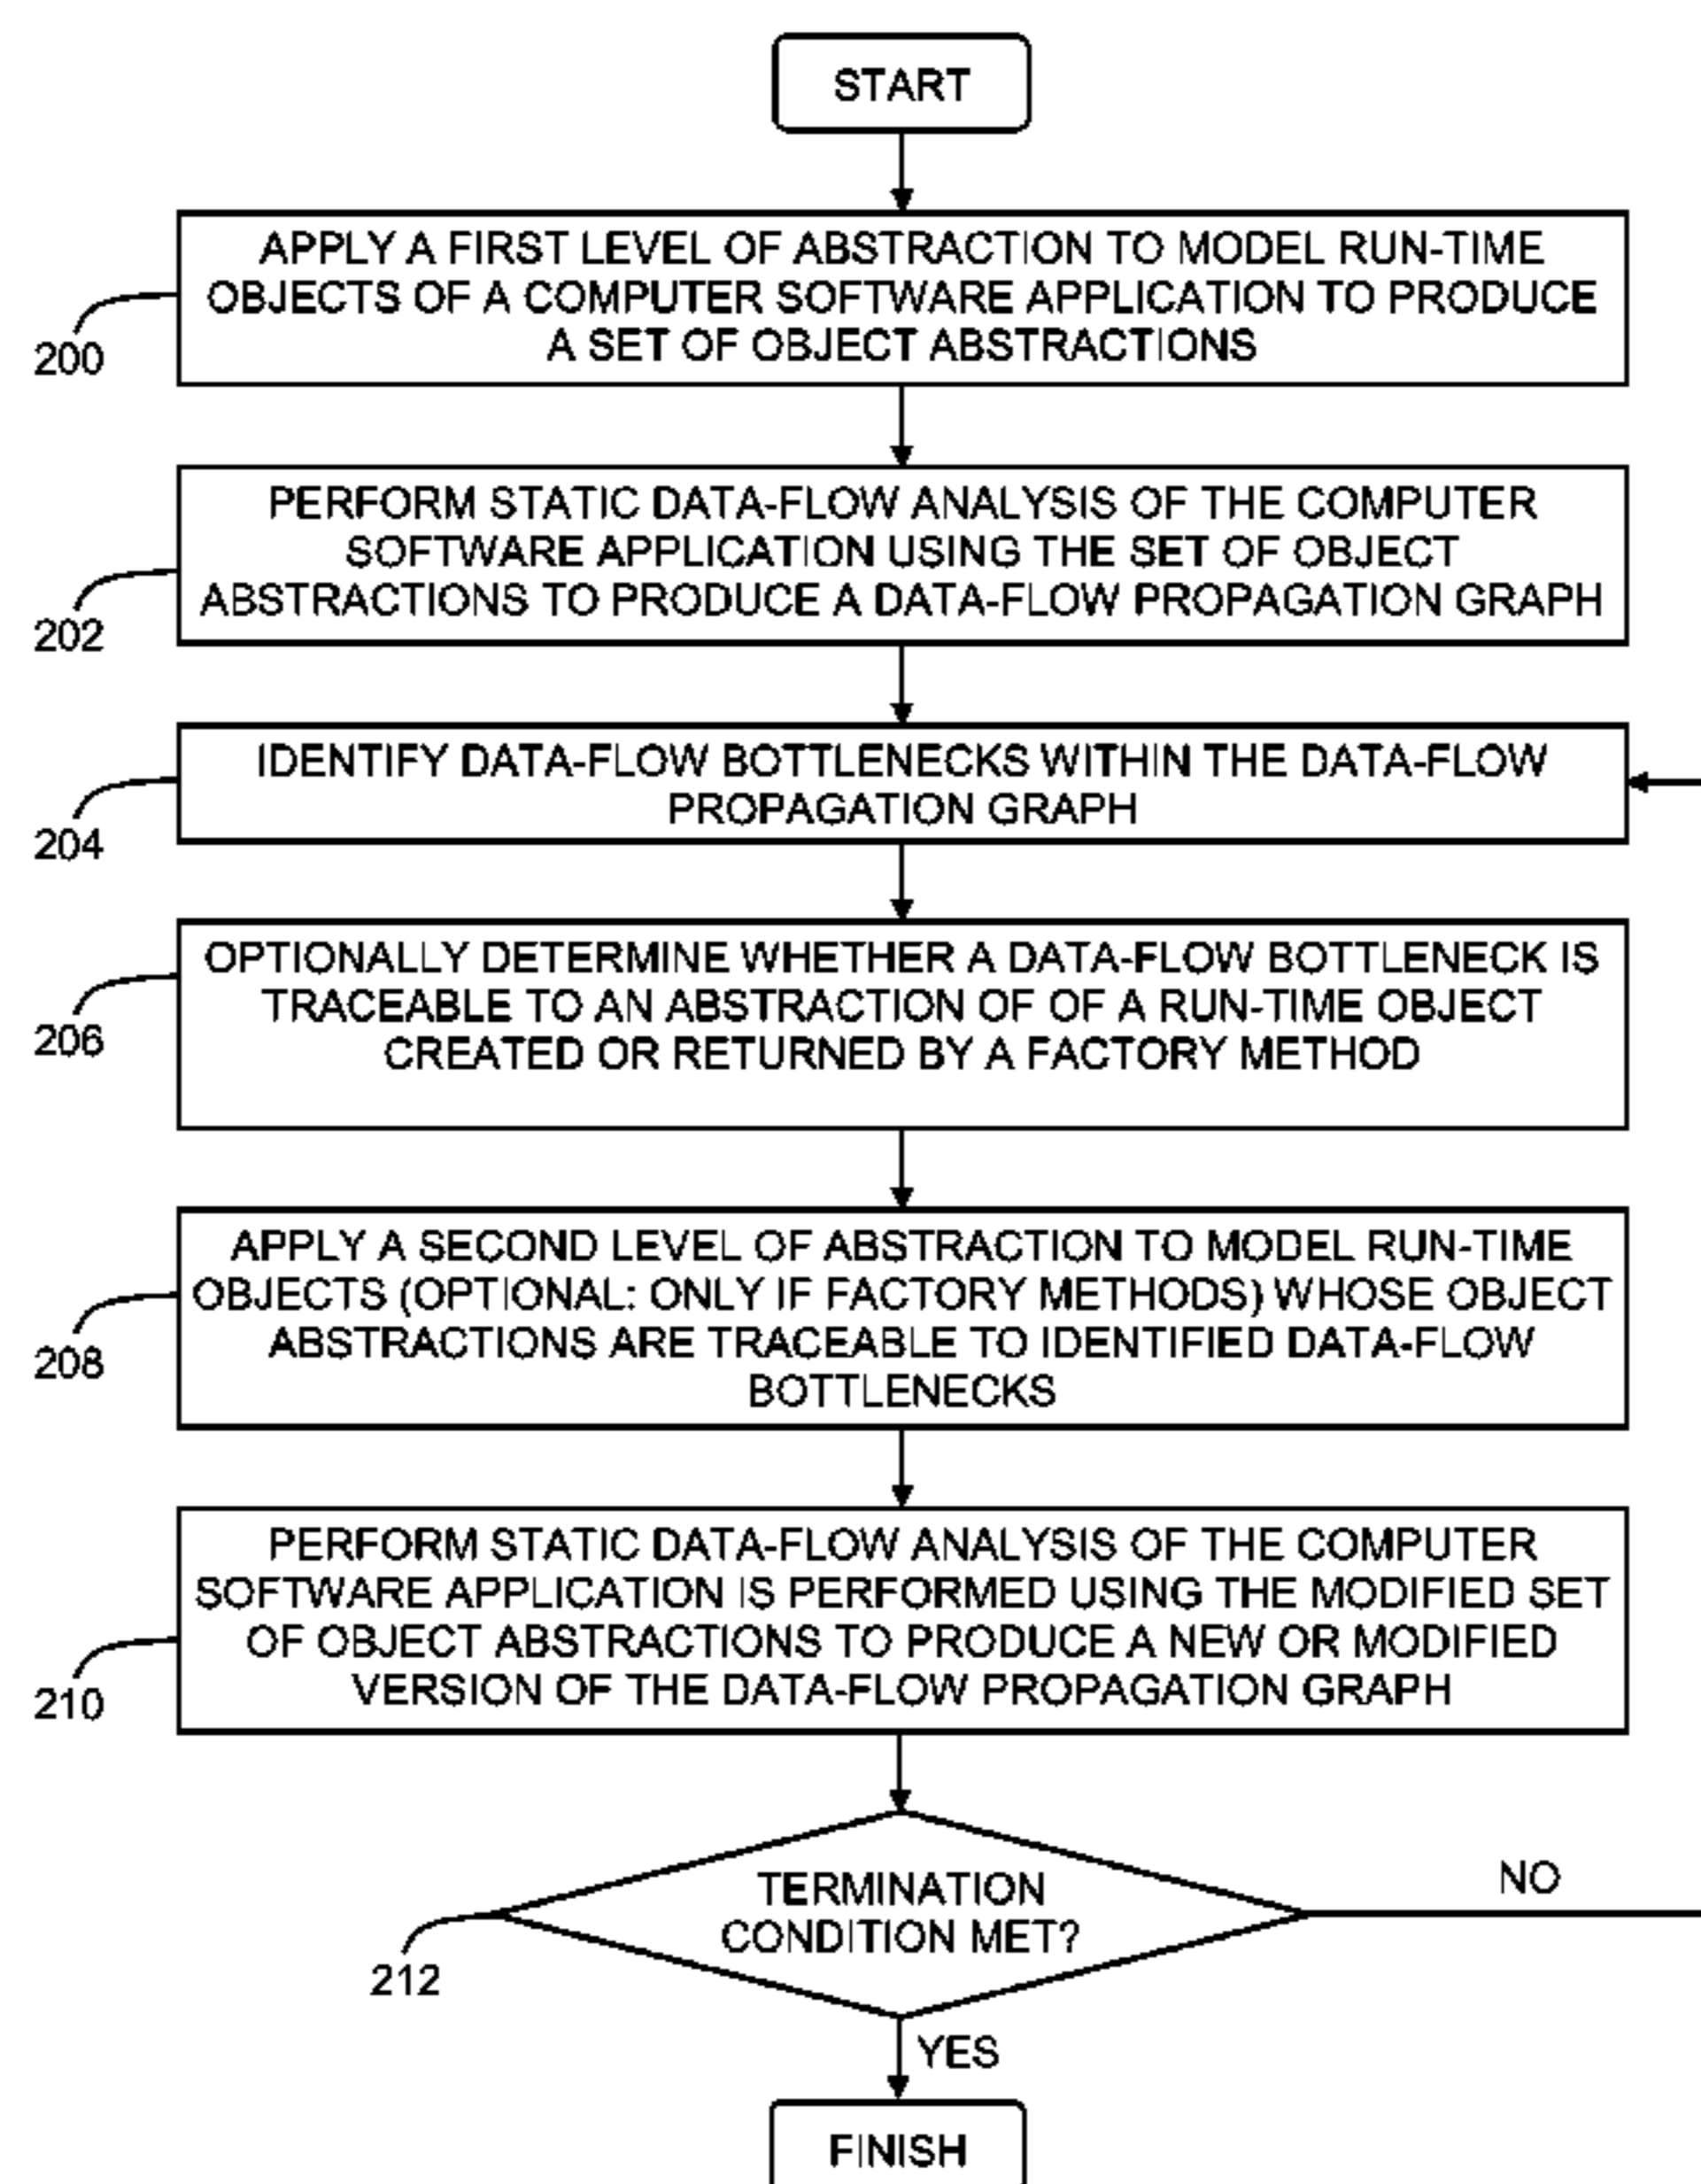 START
APPLY A FIRST LEVEL OF ABSTRACTION TO MODEL RUN-TIME
OBJECTS OF A COMPUTER SOFTWARE APPLICATION TO PRODUCE
A SET OF OBJECT ABSTRACTIONS
200
PERFORM STATIC DATA-FLOW ANALYSIS OF THE COMPUTER
SOFTWARE APPLICATION USING THE SET OF OBJECT
ABSTRACTIONS TO PRODUCE A DATA-FLOW PROPAGATION GRAPH
202
IDENTIFY DATA-FLOW BOTTLENECKS WITHIN THE DATA-FLOW
PROPAGATION GRAPH
204
OPTIONALLY DETERMINE WHETHER A DATA-FLOW BOTTLENECK IS
TRACEABLE TO AN ABSTRACTION OF OF A RUN-TIME OBJECT
CREATED OR RETURNED BY A FACTORY METHOD
206
APPLY A SECOND LEVEL OF ABSTRACTION TO MODEL RUN-TIME
OBJECTS (OPTIONAL: ONLY IF FACTORY METHODS) WHOSE OBJECT
ABSTRACTIONS ARE TRACEABLE TO IDENTIFIED DATA-FLOW
BOTTLENECKS
208
PERFORM STATIC DATA-FLOW ANALYSIS OF THE COMPUTER
SOFTWARE APPLICATION IS PERFORMED USING THE MODIFIED SET
OF OBJECT ABSTRACTIONS TO PRODUCE A NEW OR MODIFIED
VERSION OF THE DATA-FLOW PROPAGATION GRAPH
210
TERMINATION
CONDITION MET?
NO
212
YES
FINISH